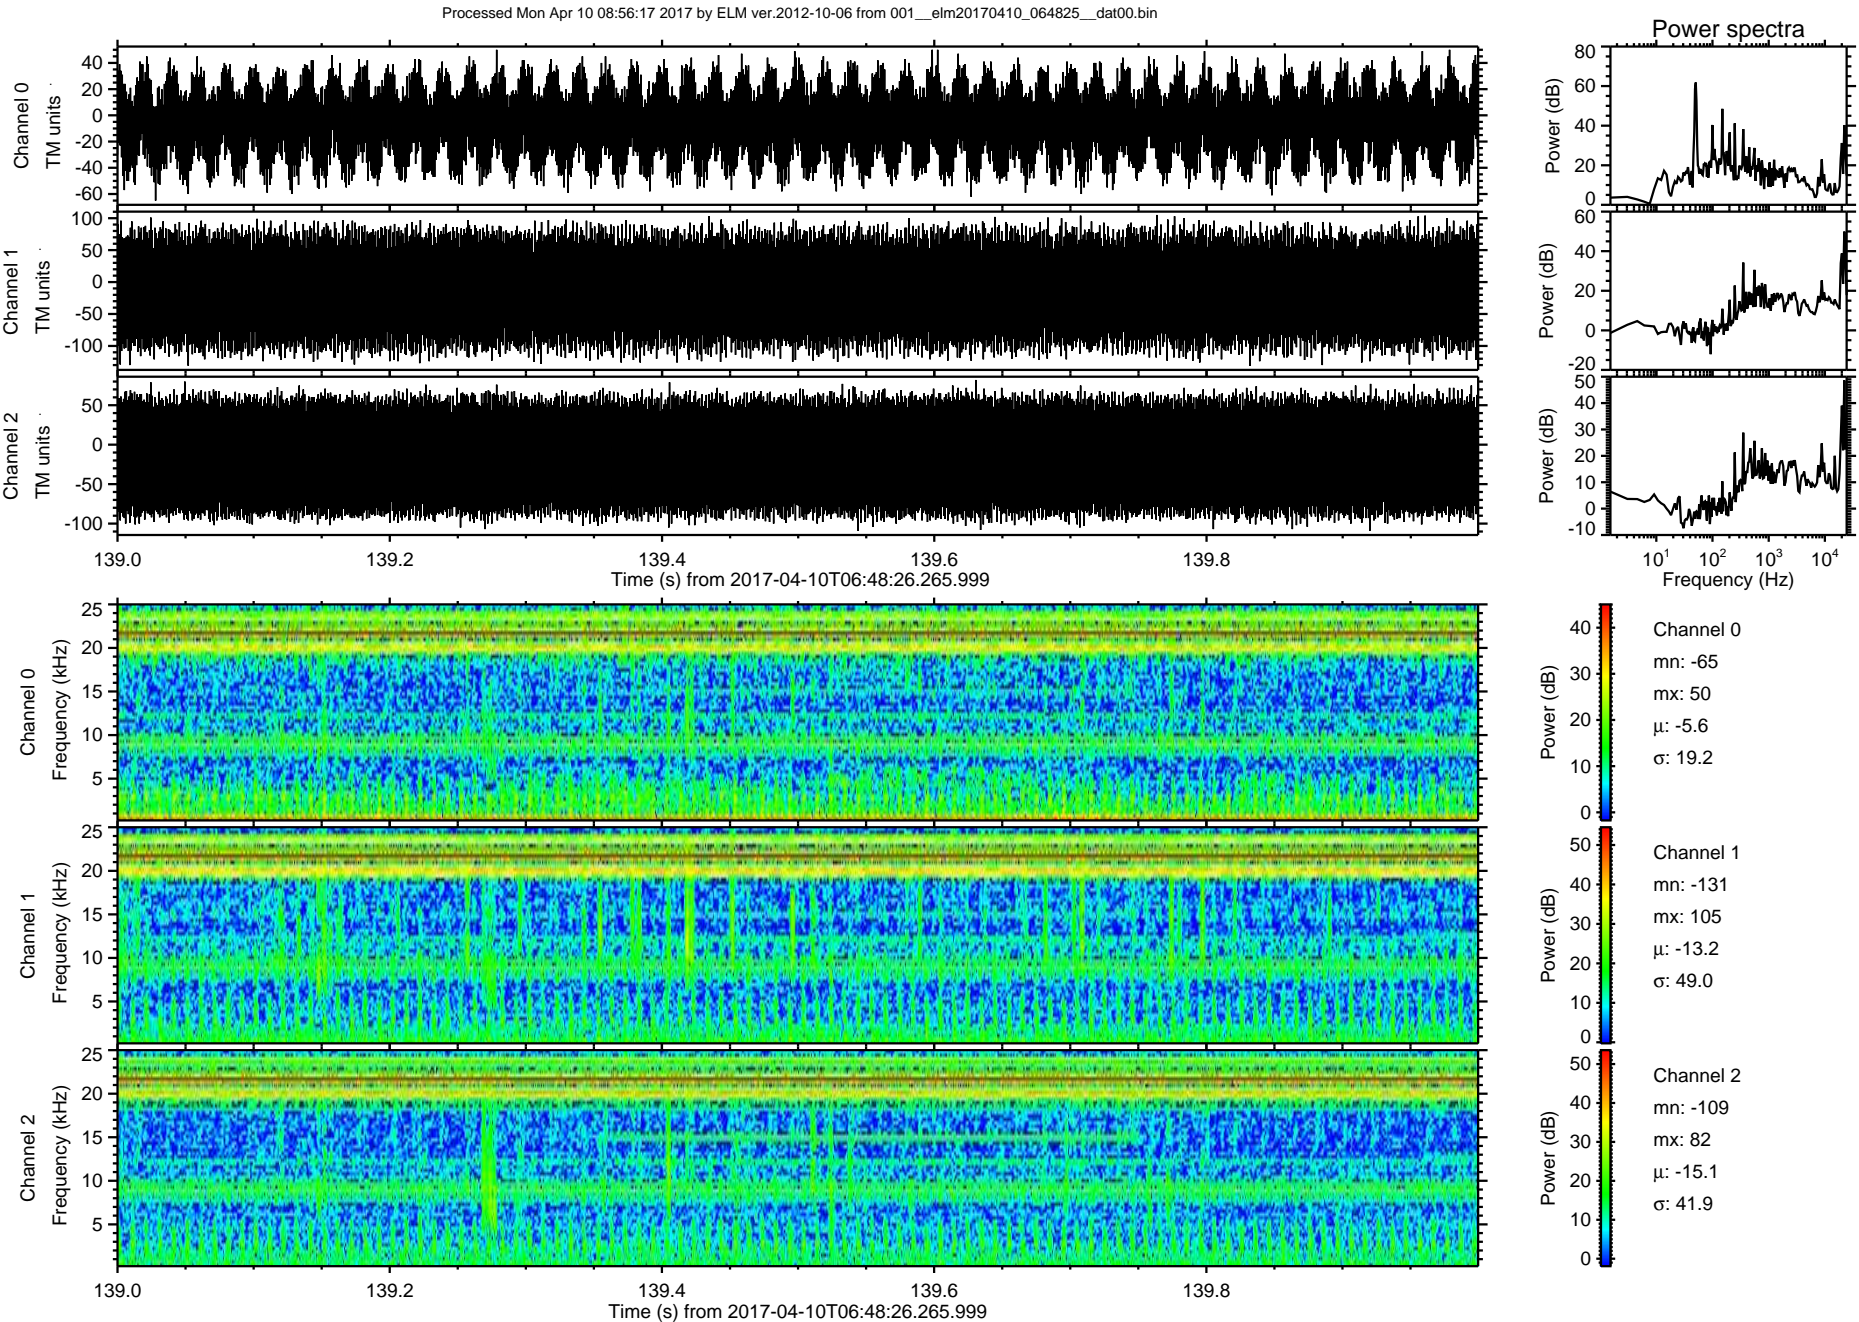 Processed Mon Apr 10 08:56:17 2017 by ELM ver.2012-10-06 from 001__elm20170410_064825__dat00.bin
Power spectra
Channel 0
TM units
40
20
0
-20
-40
-60
Power (dB)
80
60
40
20
0
Channel 1
TM units
100
50
0
-50
-100
Power (dB)
60
40
20
0
-20
Channel 2
TM units
50
0
-50
-100
Power (dB)
50
40
30
20
10
0
-10
139.0 139.2 139.4 139.6 139.8
Time (s) from 2017-04-10T06:48:26.265.999
10^1 10^2 10^3 10^4
Frequency (Hz)
Channel 0
Frequency (kHz)
25
20
15
10
5
Power (dB)
40
30
20
10
0
Channel 0
mn: -65
mx: 50
μ: -5.6
σ: 19.2
Channel 1
Frequency (kHz)
25
20
15
10
5
Power (dB)
50
40
30
20
10
0
Channel 1
mn: -131
mx: 105
μ: -13.2
σ: 49.0
Channel 2
Frequency (kHz)
25
20
15
10
5
Power (dB)
50
40
30
20
10
0
Channel 2
mn: -109
mx: 82
μ: -15.1
σ: 41.9
139.0 139.2 139.4 139.6 139.8
Time (s) from 2017-04-10T06:48:26.265.999